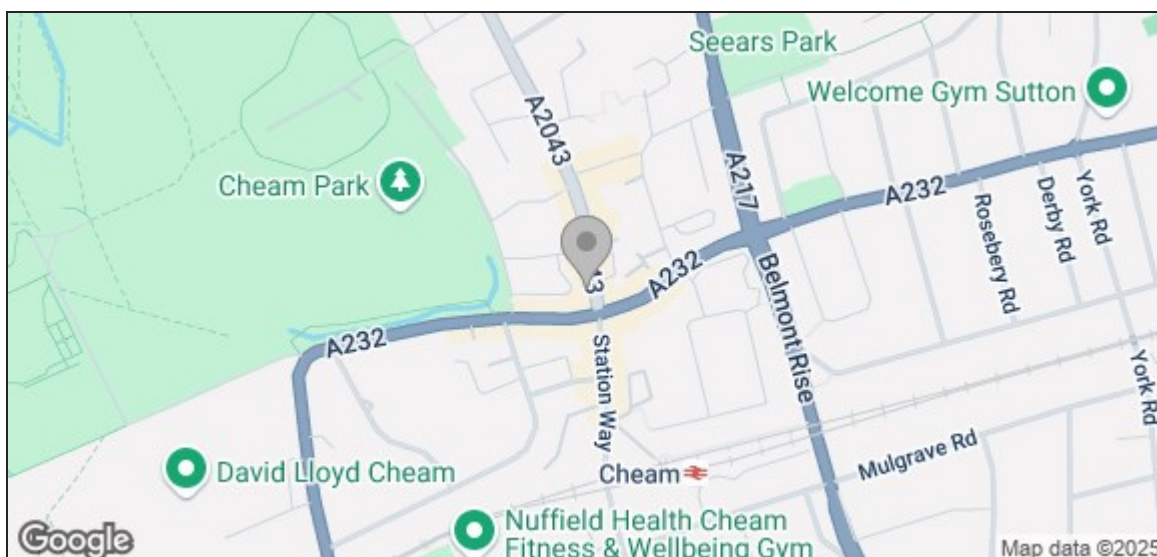 Seears Park
Welcome Gym Sutton
A2043
Cheam Park
A217
A232
York Rd
Derby Rd
Rosebery Rd
43
A232
Belmont Rise
A232
Station Way
York Rd
Mulgrave Rd
David Lloyd Cheam
Cheam
Nuffield Health Cheam
Fitness & Wellbeing Gym
Google
Map data ©2025